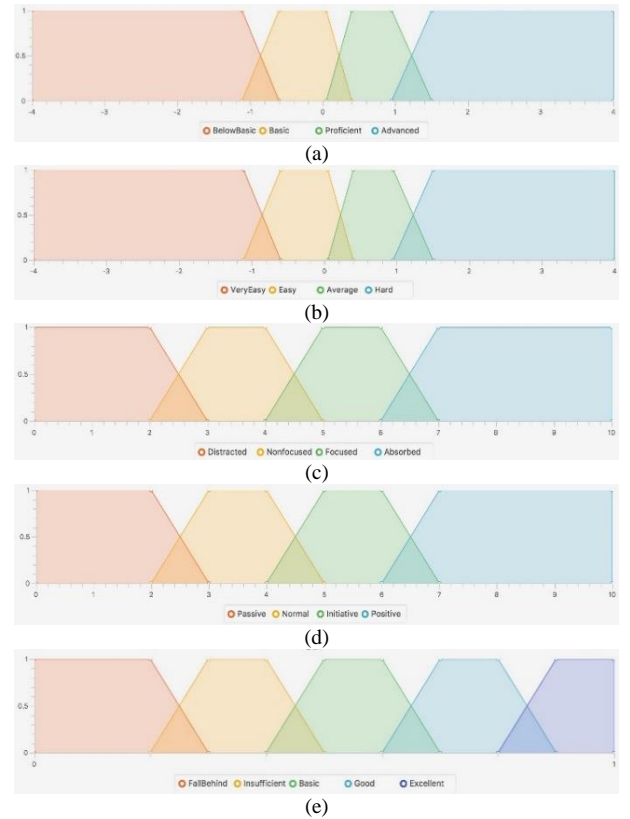 1
0.5
0
-4 -3 -2 -1 0 1 2 3 4
BelowBasic Basic Proficient Advanced
(a)
1
0.5
0
-4 -3 -2 -1 0 1 2 3 4
VeryEasy Easy Average Hard
(b)
1
0.5
0
0 1 2 3 4 5 6 7 8 9 10
Distracted Nonfocused Focused Absorbed
(c)
1
0.5
0
0 1 2 3 4 5 6 7 8 9 10
Passive Normal Initiative Positive
(d)
1
0.5
0
0 1
FallBehind Insufficient Basic Good Excellent
(e)